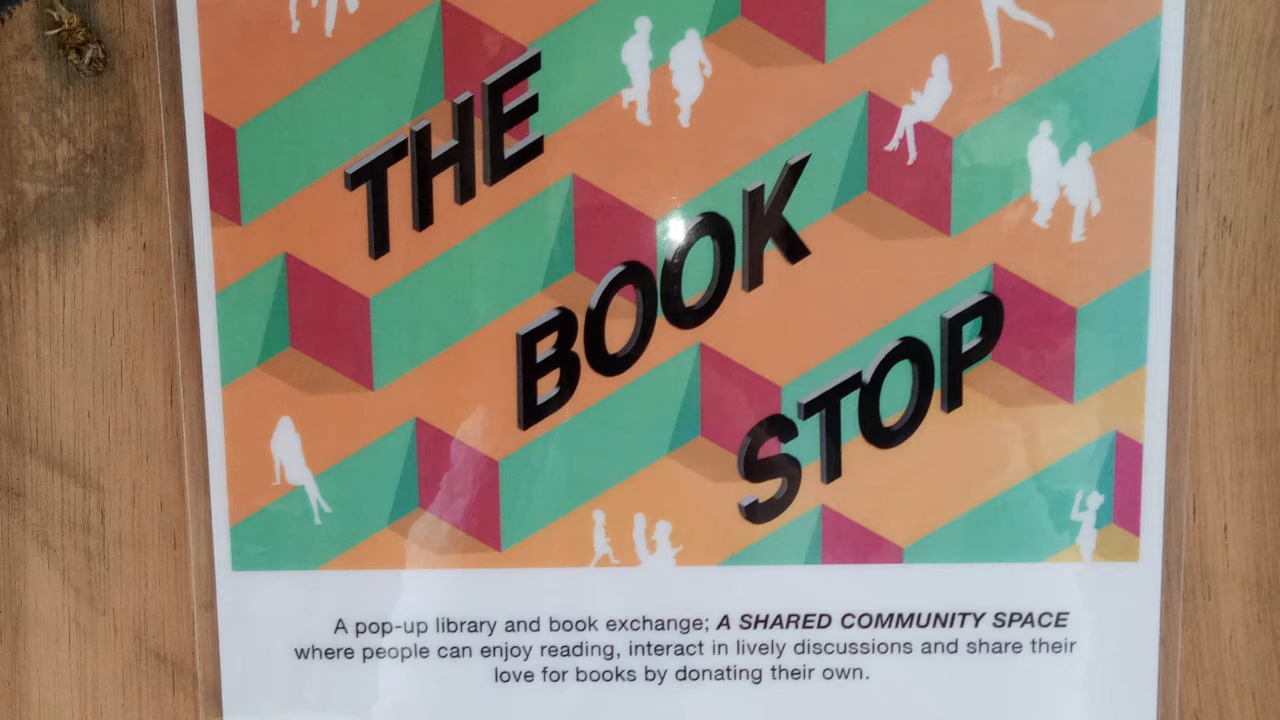 THE
BOOK
STOP
A pop-up library and book exchange; A SHARED COMMUNITY SPACE
where people can enjoy reading, interact in lively discussions and share their
love for books by donating their own.